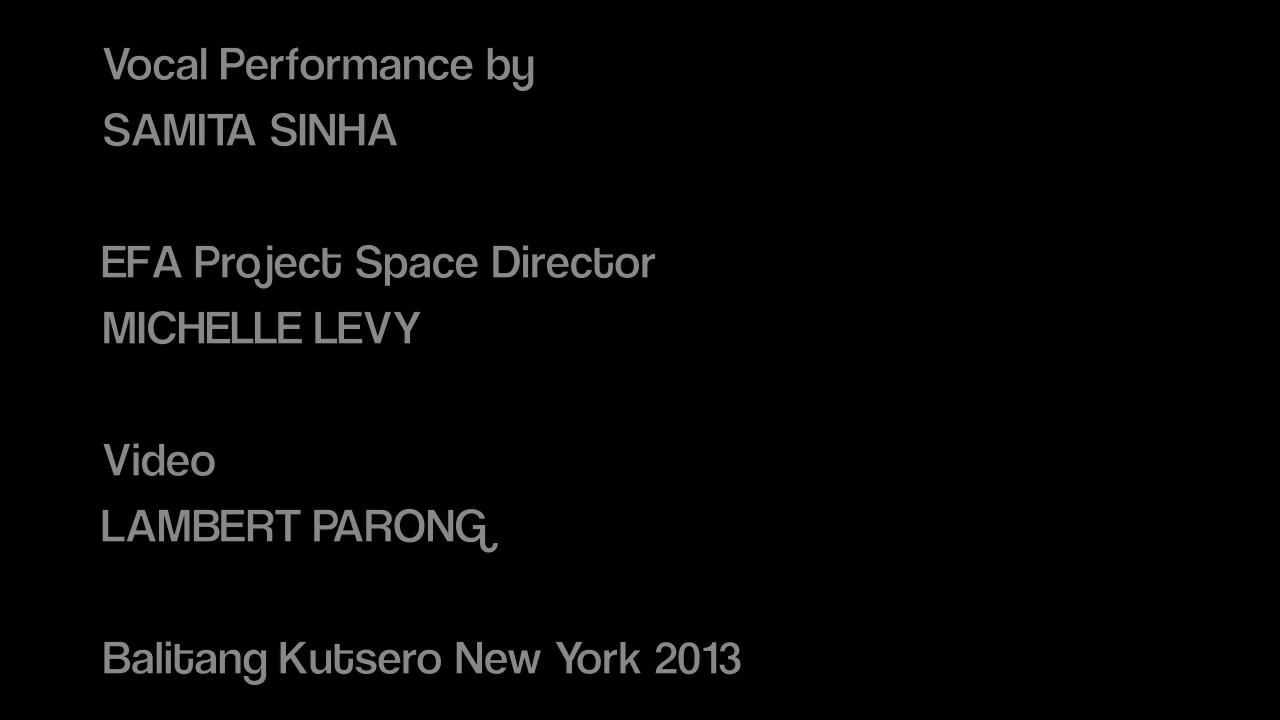 Vocal Performance by
SAMITA SINHA
EFA Project Space Director
MICHELLE LEVY
Video
LAMBERT PARONG
Balitang Kutsero New York 2013